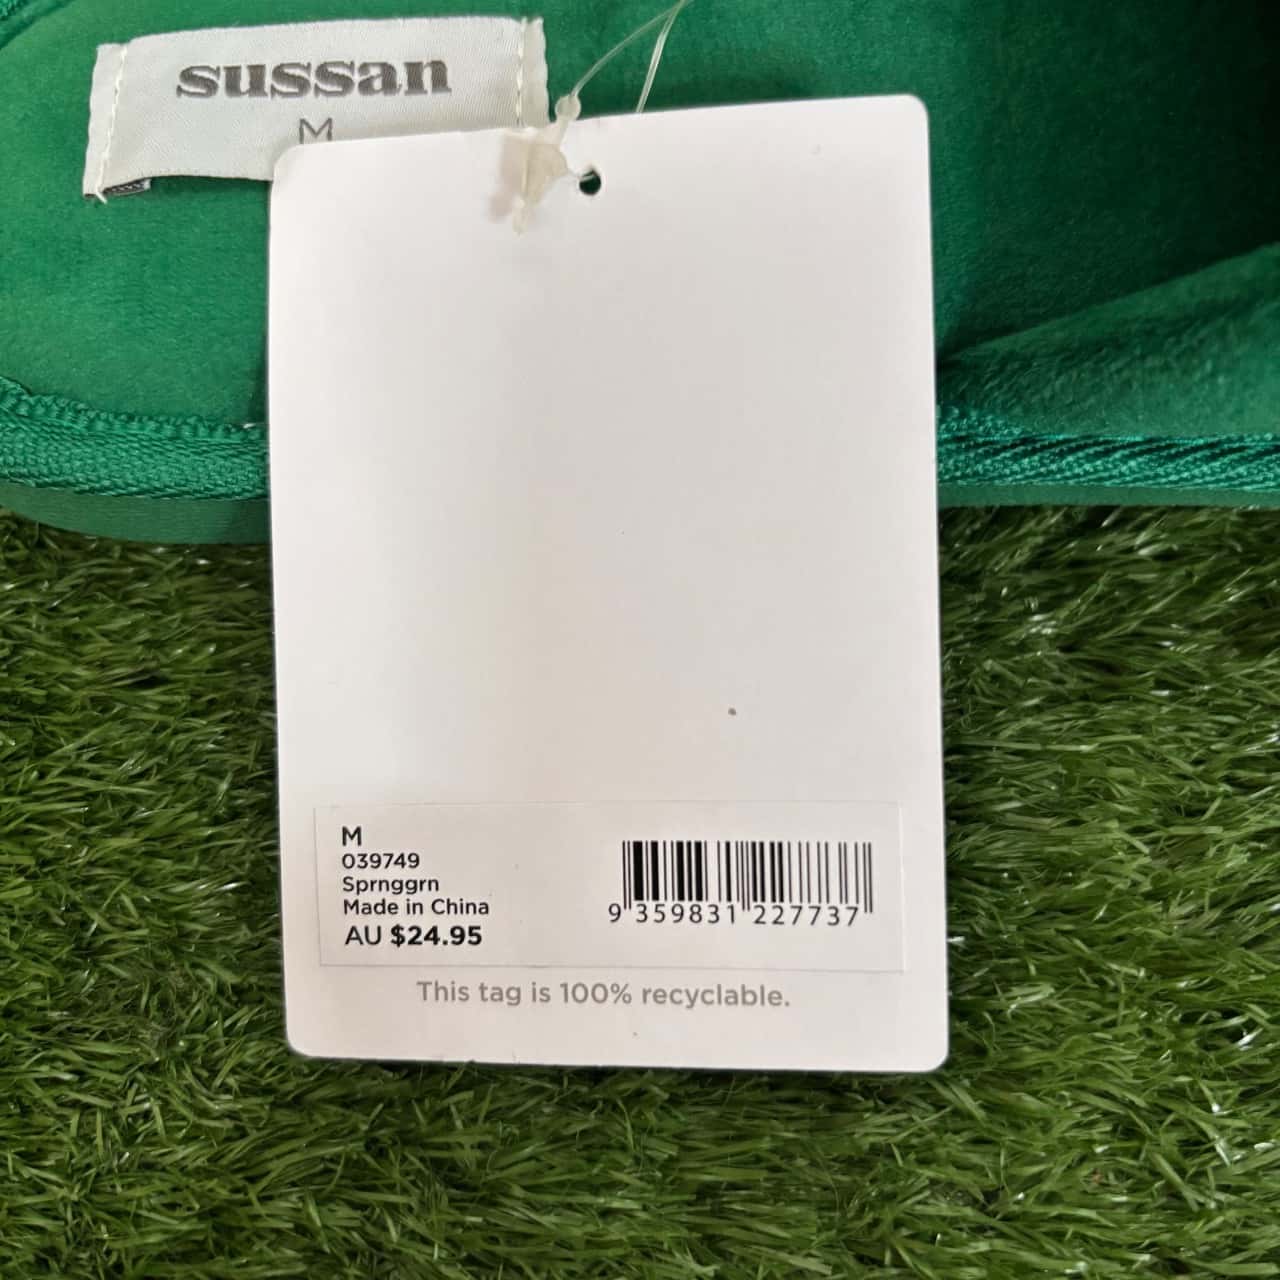 sussan
M
M
039749
Sprnggrn
Made in China
AU $24.95
9 359831 227737
This tag is 100% recyclable.